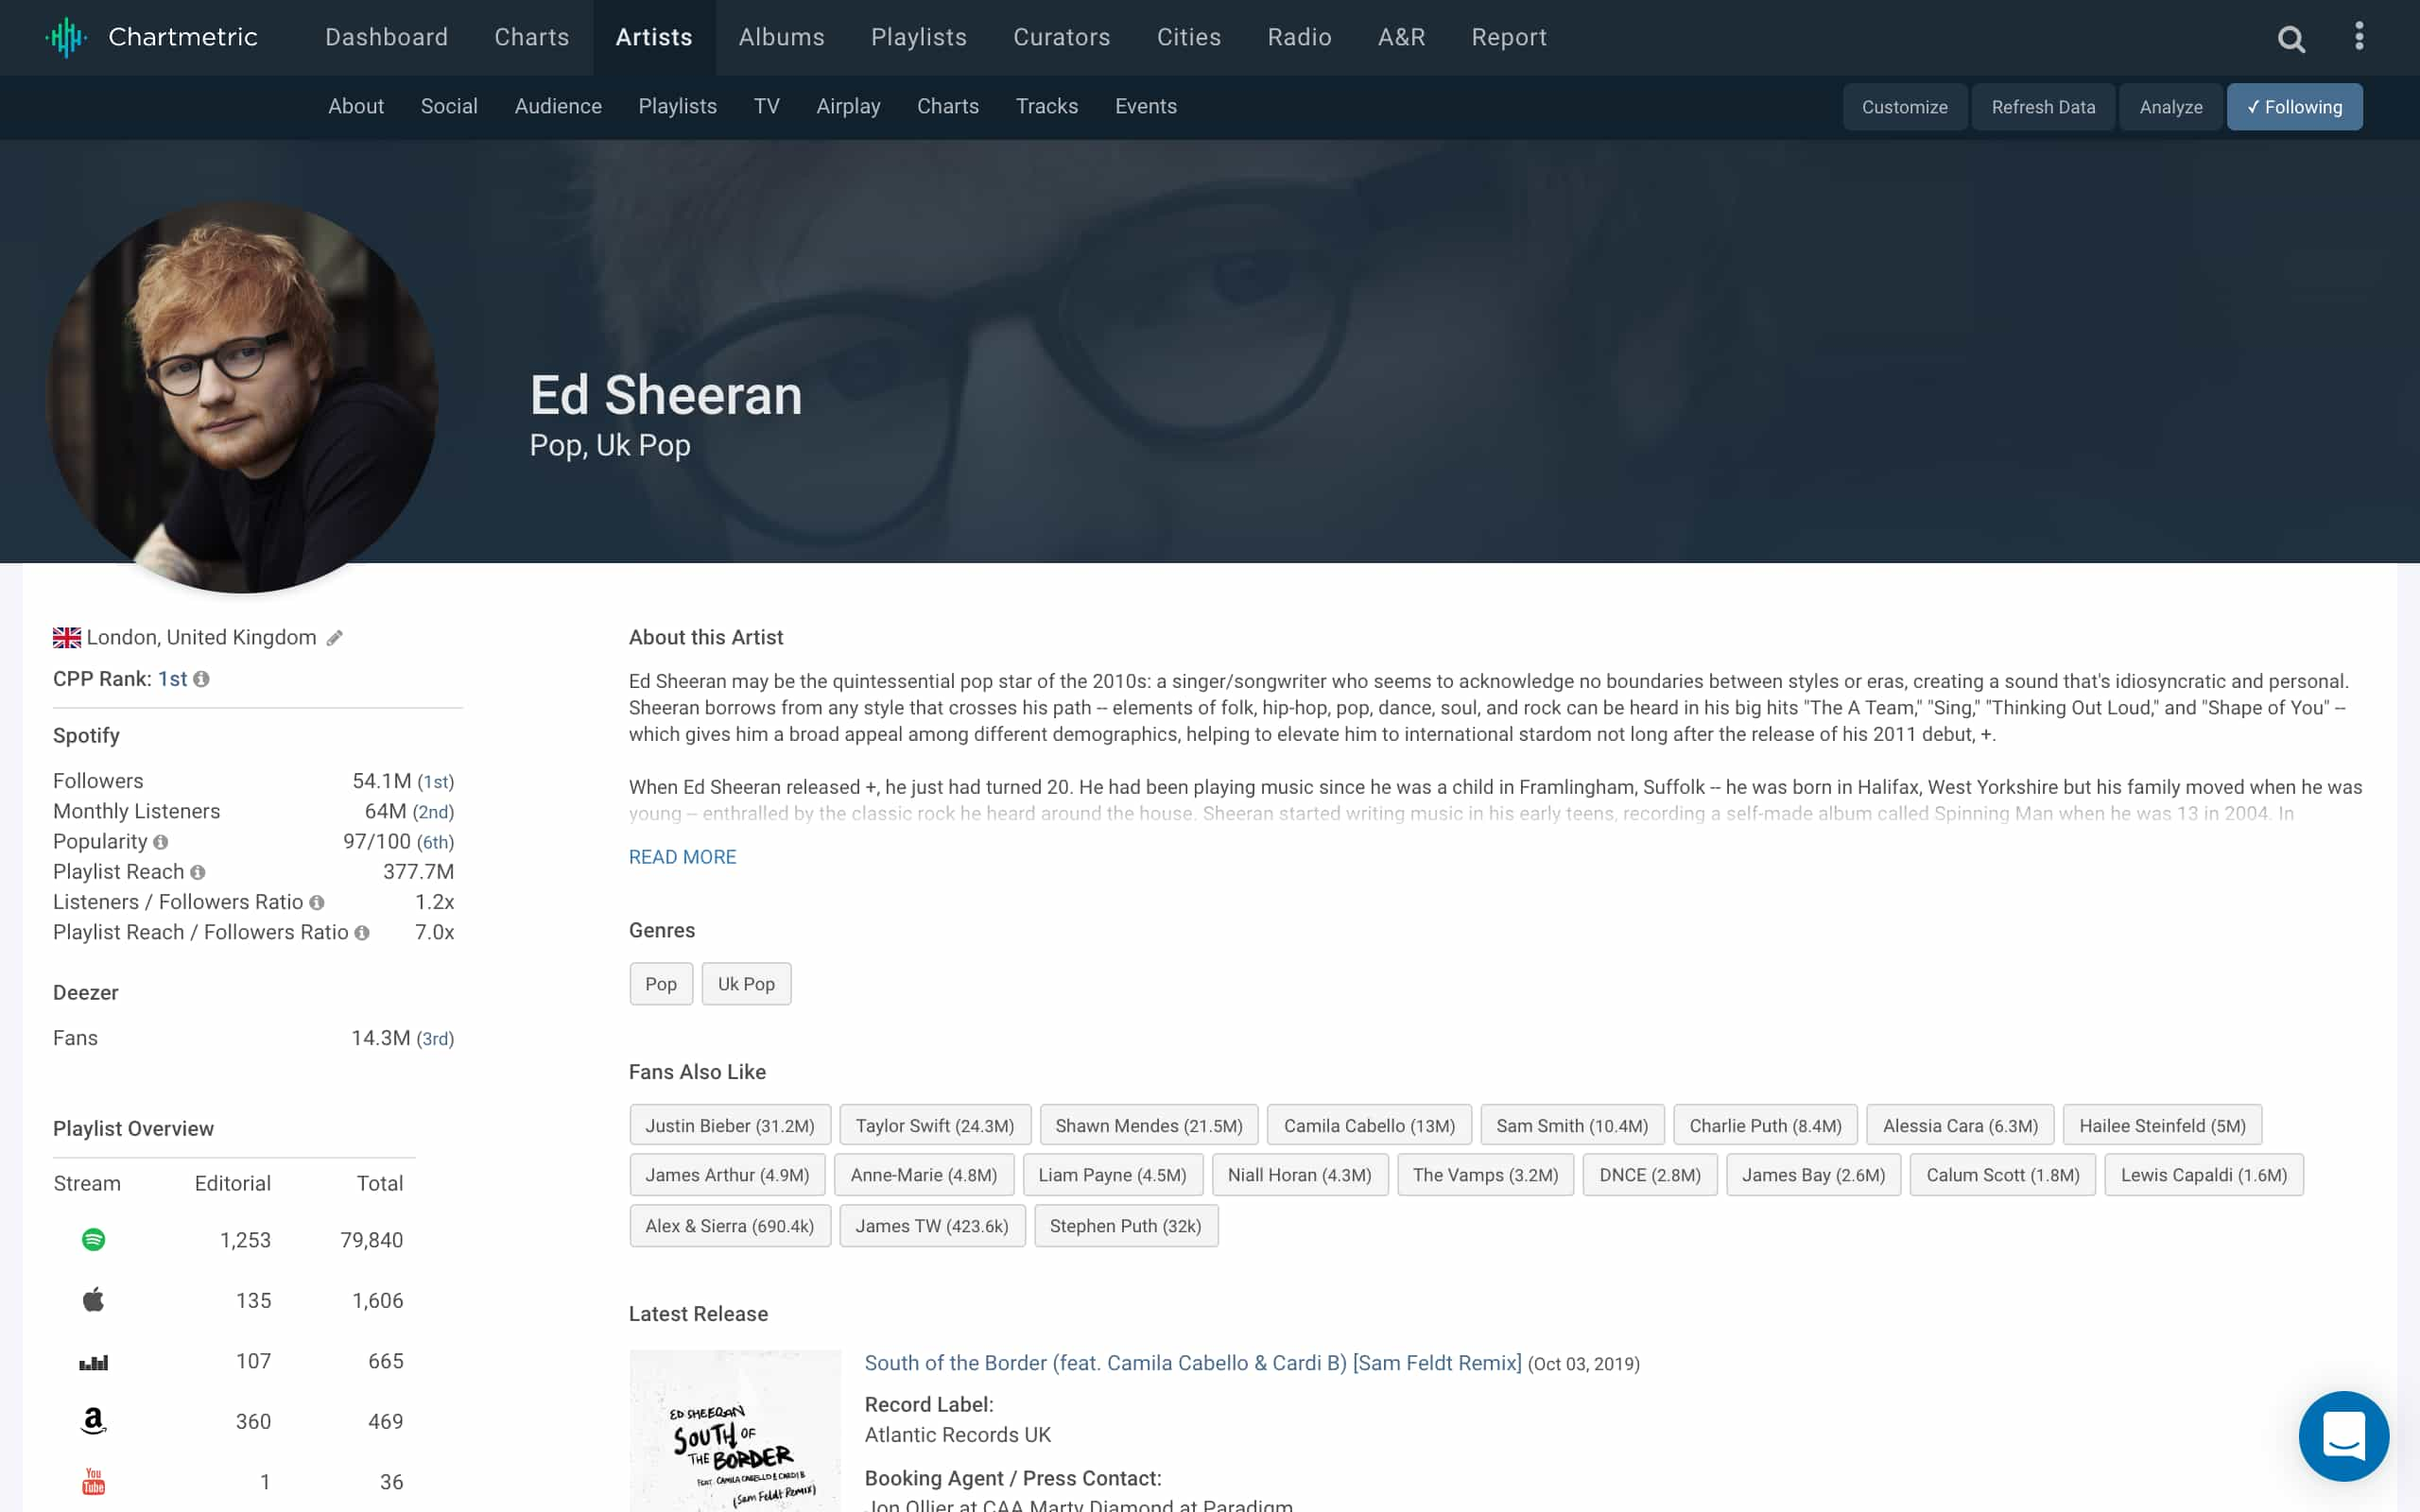 Chartmetric
Dashboard Charts Artists Albums Playlists Curators Cities Radio A&R Report
About Social Audience Playlists TV Airplay Charts Tracks Events
Customize Refresh Data Analyze ✓ Following
Ed Sheeran
Pop, Uk Pop
London, United Kingdom
CPP Rank: 1st
Spotify
Followers 54.1M (1st)
Monthly Listeners 64M (2nd)
Popularity 97/100 (6th)
Playlist Reach 377.7M
Listeners / Followers Ratio 1.2x
Playlist Reach / Followers Ratio 7.0x
Deezer
Fans 14.3M (3rd)
Playlist Overview
Stream Editorial Total
1,253 79,840
135 1,606
107 665
a 360 469
You Tube 1 36
About this Artist
Ed Sheeran may be the quintessential pop star of the 2010s: a singer/songwriter who seems to acknowledge no boundaries between styles or eras, creating a sound that's idiosyncratic and personal.
Sheeran borrows from any style that crosses his path -- elements of folk, hip-hop, pop, dance, soul, and rock can be heard in his big hits "The A Team," "Sing," "Thinking Out Loud," and "Shape of You" --
which gives him a broad appeal among different demographics, helping to elevate him to international stardom not long after the release of his 2011 debut, +.
When Ed Sheeran released +, he just had turned 20. He had been playing music since he was a child in Framlingham, Suffolk -- he was born in Halifax, West Yorkshire but his family moved when he was
young -- enthralled by the classic rock he heard around the house. Sheeran started writing music in his early teens, recording a self-made album called Spinning Man when he was 13 in 2004. In
READ MORE
Genres
Pop Uk Pop
Fans Also Like
Justin Bieber (31.2M) Taylor Swift (24.3M) Shawn Mendes (21.5M) Camila Cabello (13M) Sam Smith (10.4M) Charlie Puth (8.4M) Alessia Cara (6.3M) Hailee Steinfeld (5M)
James Arthur (4.9M) Anne-Marie (4.8M) Liam Payne (4.5M) Niall Horan (4.3M) The Vamps (3.2M) DNCE (2.8M) James Bay (2.6M) Calum Scott (1.8M) Lewis Capaldi (1.6M)
Alex & Sierra (690.4k) James TW (423.6k) Stephen Puth (32k)
Latest Release
ED SHEERAN
SOUTH OF
THE BORDER
FEAT. CAMILA CABELLO & CARDI B
(Sam Feldt Remix)
South of the Border (feat. Camila Cabello & Cardi B) [Sam Feldt Remix] (Oct 03, 2019)
Record Label:
Atlantic Records UK
Booking Agent / Press Contact:
Jon Ollier at CAA Marty Diamond at Paradigm